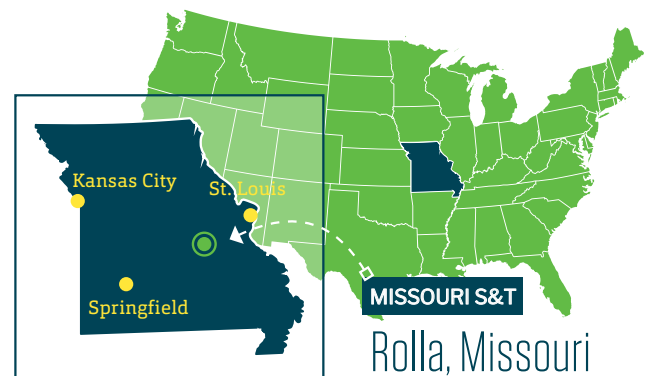 Kansas City
St. Louis
Springfield
MISSOURI S&T
Rolla, Missouri